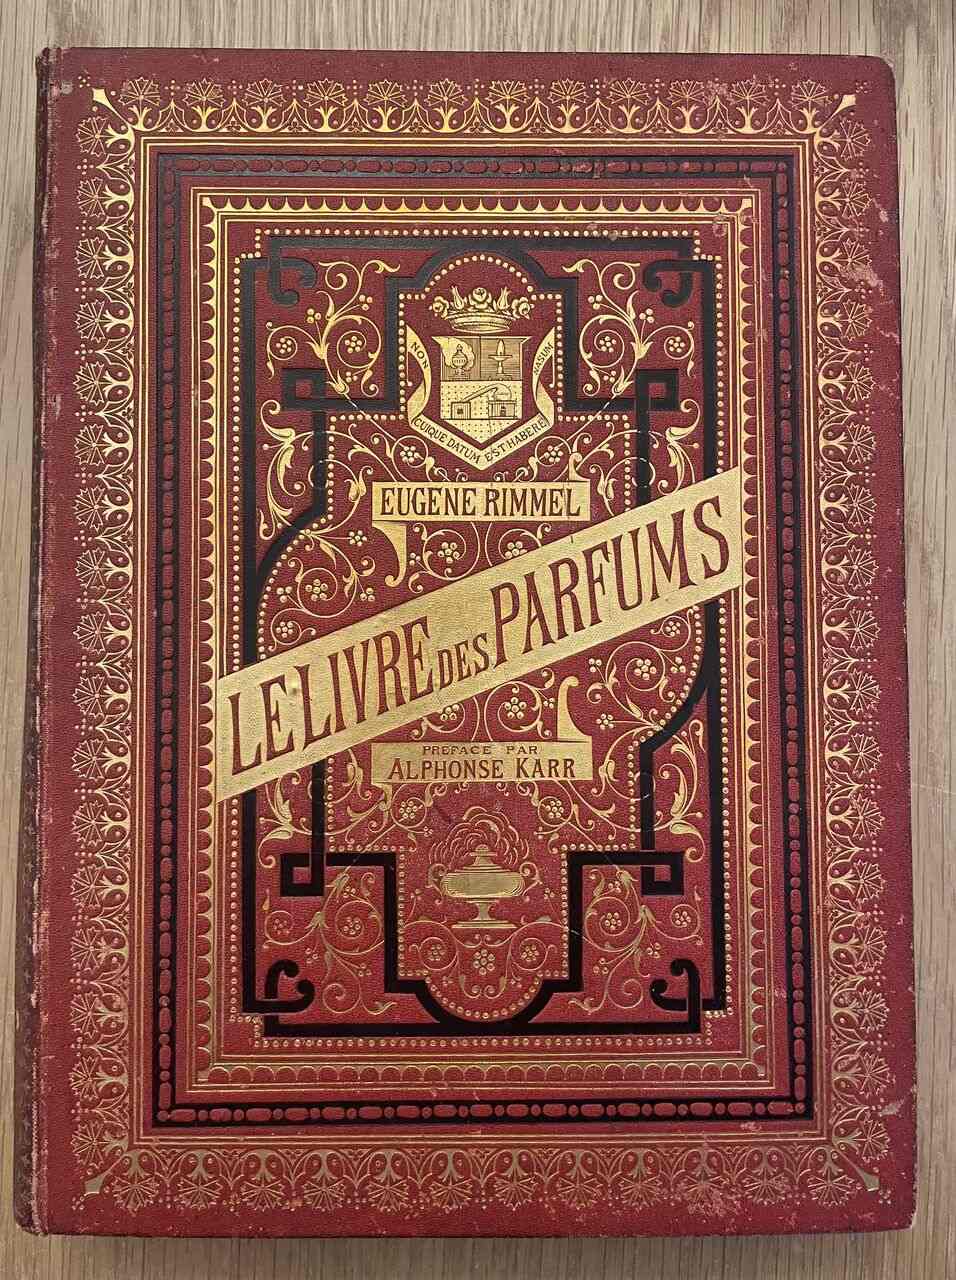 NON
CUIQUE DATUM EST HABERE
NASUM
EUGENE RIMMEL
LE LIVRE DES PARFUMS
PREFACE PAR
ALPHONSE KARR